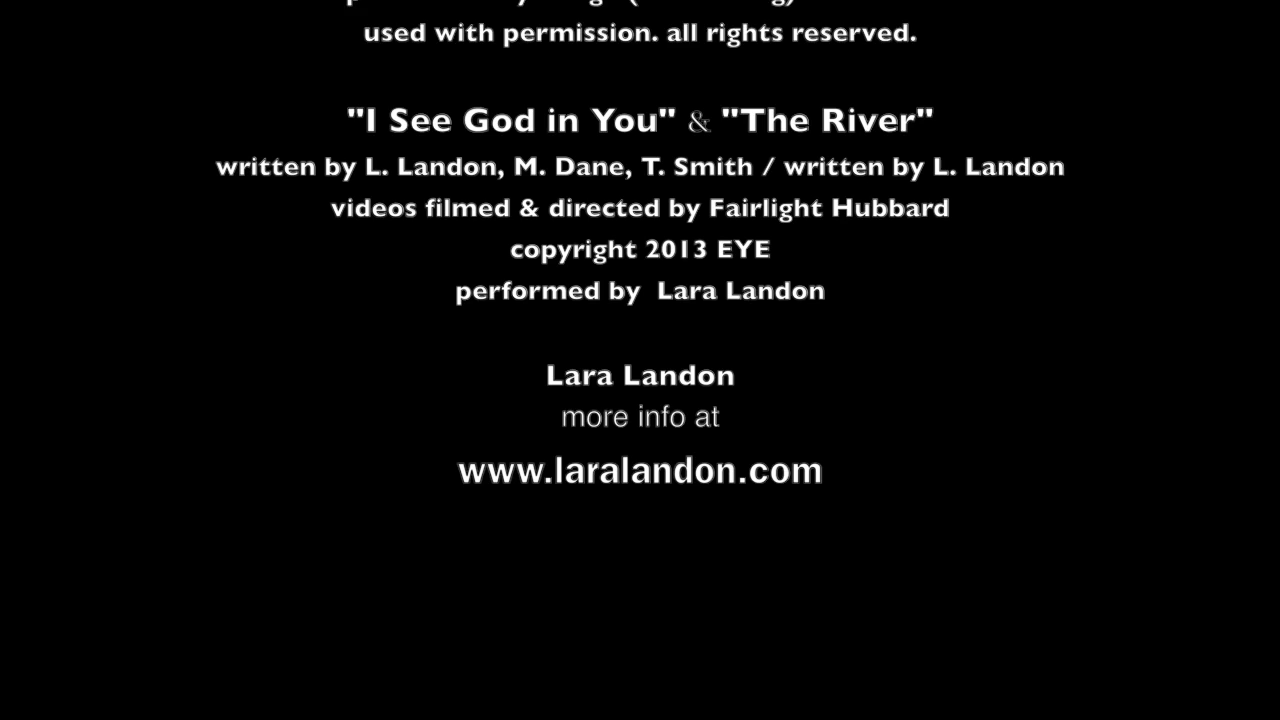 used with permission. all rights reserved.
"I See God in You" & "The River"
written by L. Landon, M. Dane, T. Smith / written by L. Landon
videos filmed & directed by Fairlight Hubbard
copyright 2013 EYE
performed by  Lara Landon
Lara Landon
more info at
www.laralandon.com